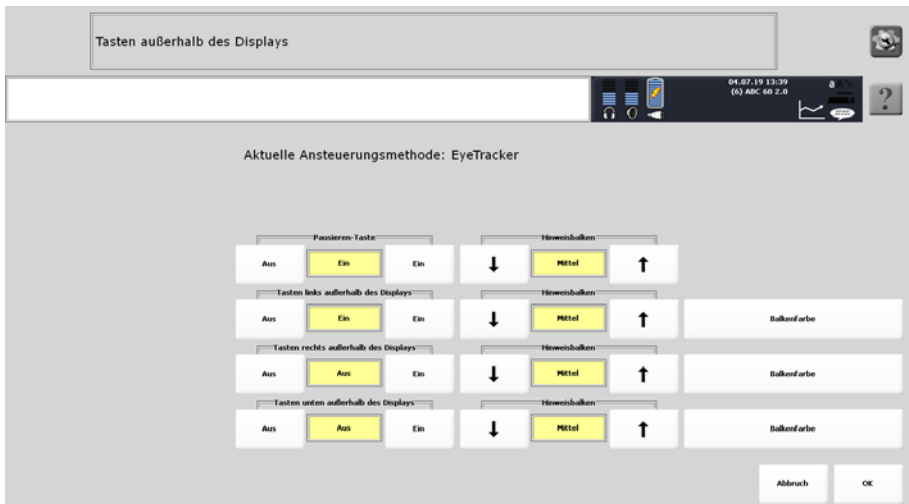 Tasten außerhalb des Displays
04.07.19 13:39
(6) ABC 60 2.0
?
Aktuelle Ansteuerungsmethode: EyeTracker
Pausieren-Taste Hinweisbalken
Aus Ein Ein ↓ Mittel ↑
Tasten links außerhalb des Displays Hinweisbalken
Aus Ein Ein ↓ Mittel ↑ Balkenfarbe
Tasten rechts außerhalb des Displays Hinweisbalken
Aus Aus Ein ↓ Mittel ↑ Balkenfarbe
Tasten unten außerhalb des Displays Hinweisbalken
Aus Aus Ein ↓ Mittel ↑ Balkenfarbe
Abbruch OK